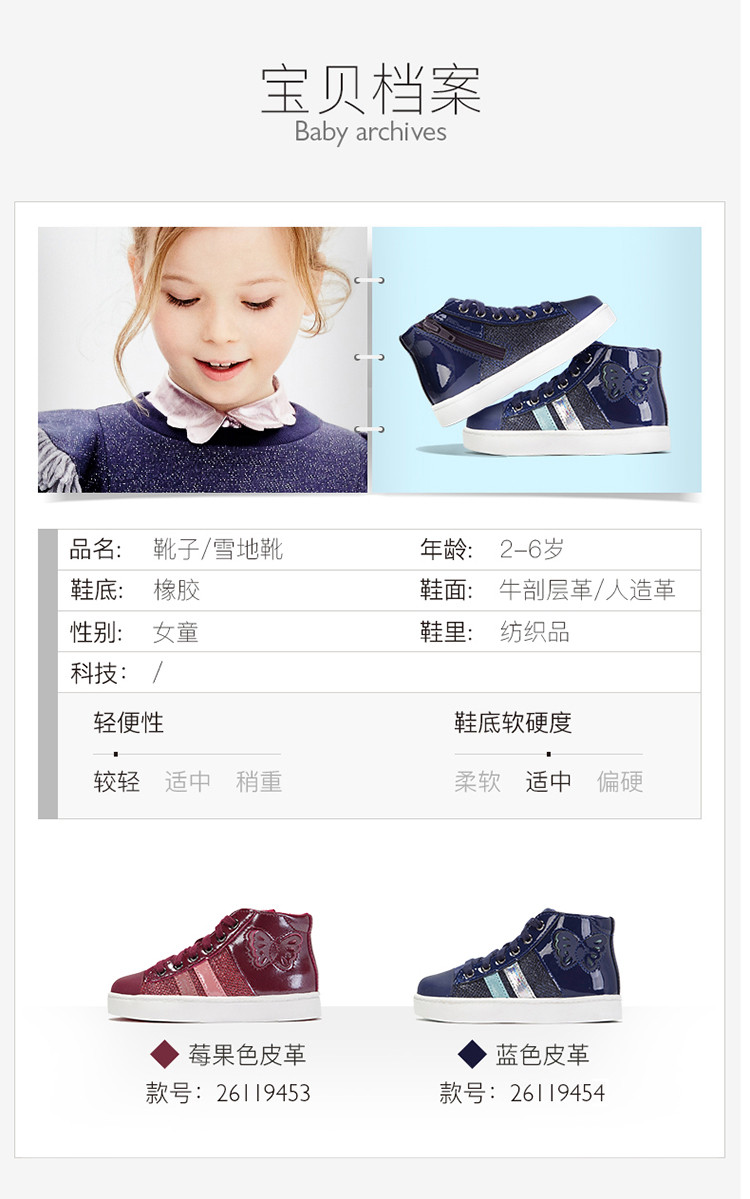 宝贝档案
Baby archives
品名: 靴子/雪地靴 年龄: 2-6岁
鞋底: 橡胶 鞋面: 牛剖层革/人造革
性别: 女童 鞋里: 纺织品
科技: /
轻便性 鞋底软硬度
较轻 适中 稍重 柔软 适中 偏硬
莓果色皮革 蓝色皮革
款号: 26119453 款号: 26119454